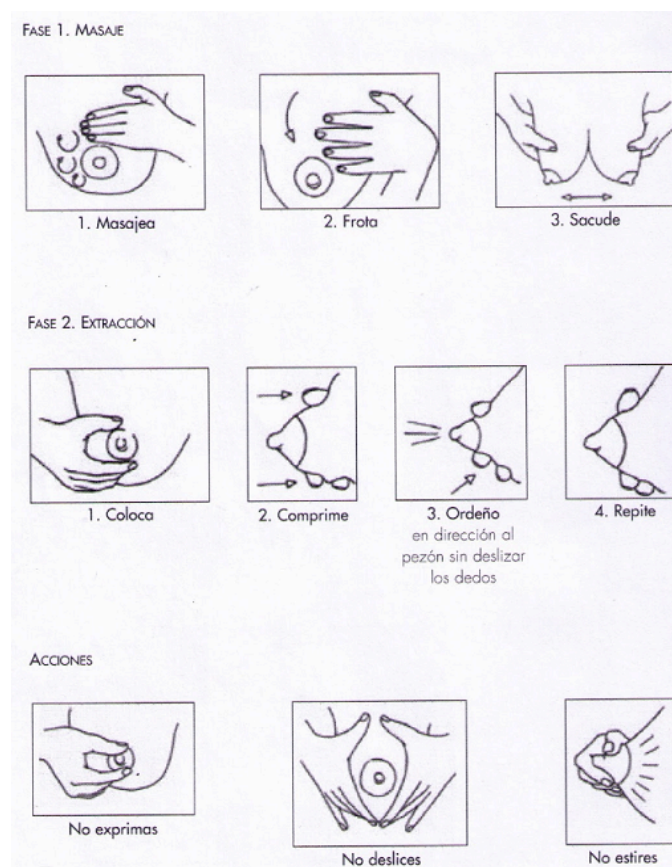 FASE 1. MASAJE
1. Masajea
2. Frota
3. Sacude
FASE 2. EXTRACCIÓN
1. Coloca
2. Comprime
3. Ordeño
en dirección al
pezón sin deslizar
los dedos
4. Repite
ACCIONES
No exprimas
No deslices
No estires